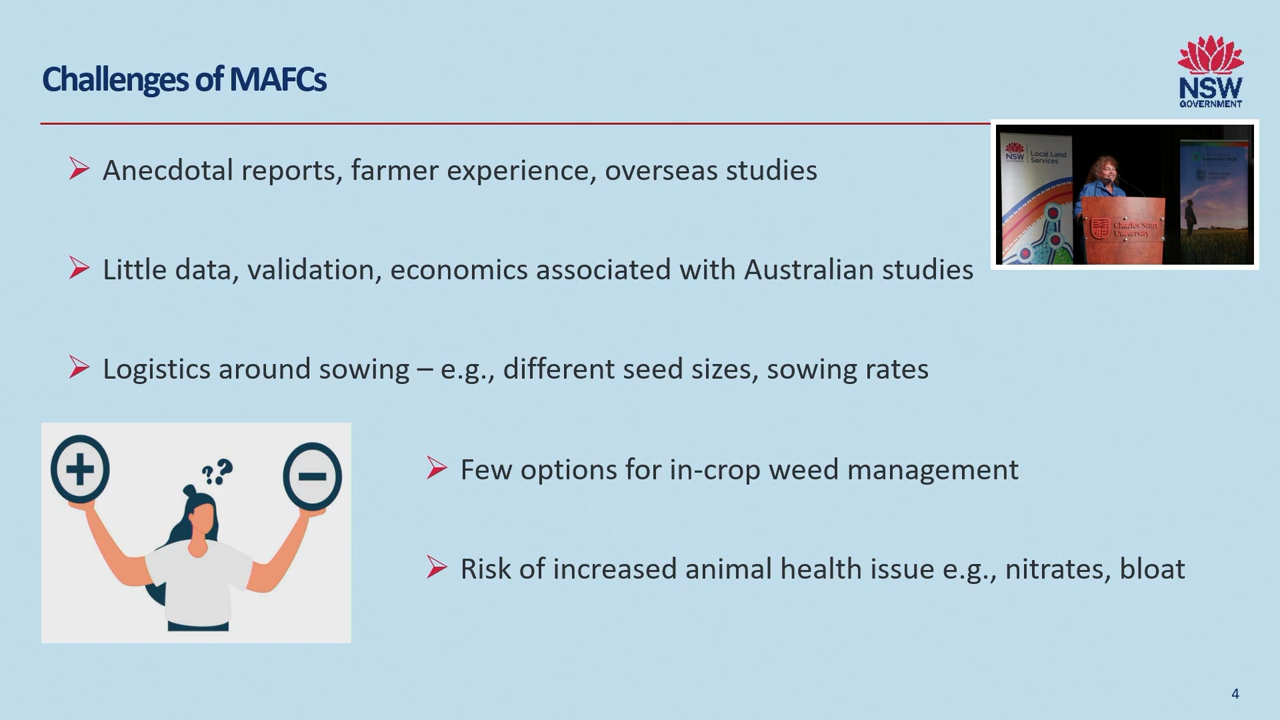 Challenges of MAFCs
NSW
GOVERNMENT
Anecdotal reports, farmer experience, overseas studies
NSW
Local Land
Services
Charles Sturt
University
Little data, validation, economics associated with Australian studies
Logistics around sowing – e.g., different seed sizes, sowing rates
+
??
−
Few options for in-crop weed management
Risk of increased animal health issue e.g., nitrates, bloat
4